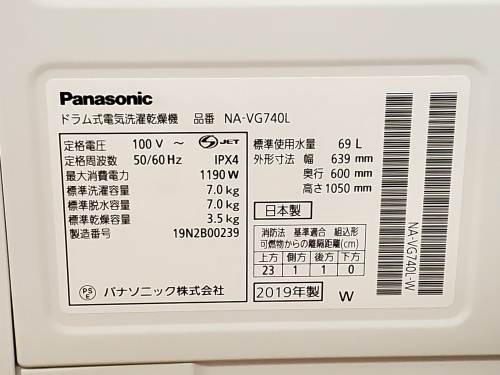 Panasonic
ドラム式電気洗濯乾燥機 品番 NA-VG740L
定格電圧 100 V ～ S JET
定格周波数 50/60 Hz IPX4
最大消費電力 1190 W
標準洗濯容量 7.0 kg
標準脱水容量 7.0 kg
標準乾燥容量 3.5 kg
製造番号 19N2B00239
PS E パナソニック株式会社
標準使用水量 69 L
外形寸法 幅 639 mm
奥行 600 mm
高さ 1050 mm
日本製
消防法 基準適合 組込形
可燃物からの離隔距離(cm)
上方 側方 後方 下方
23 1 1 0
2019年製 W
NA-VG740L-W